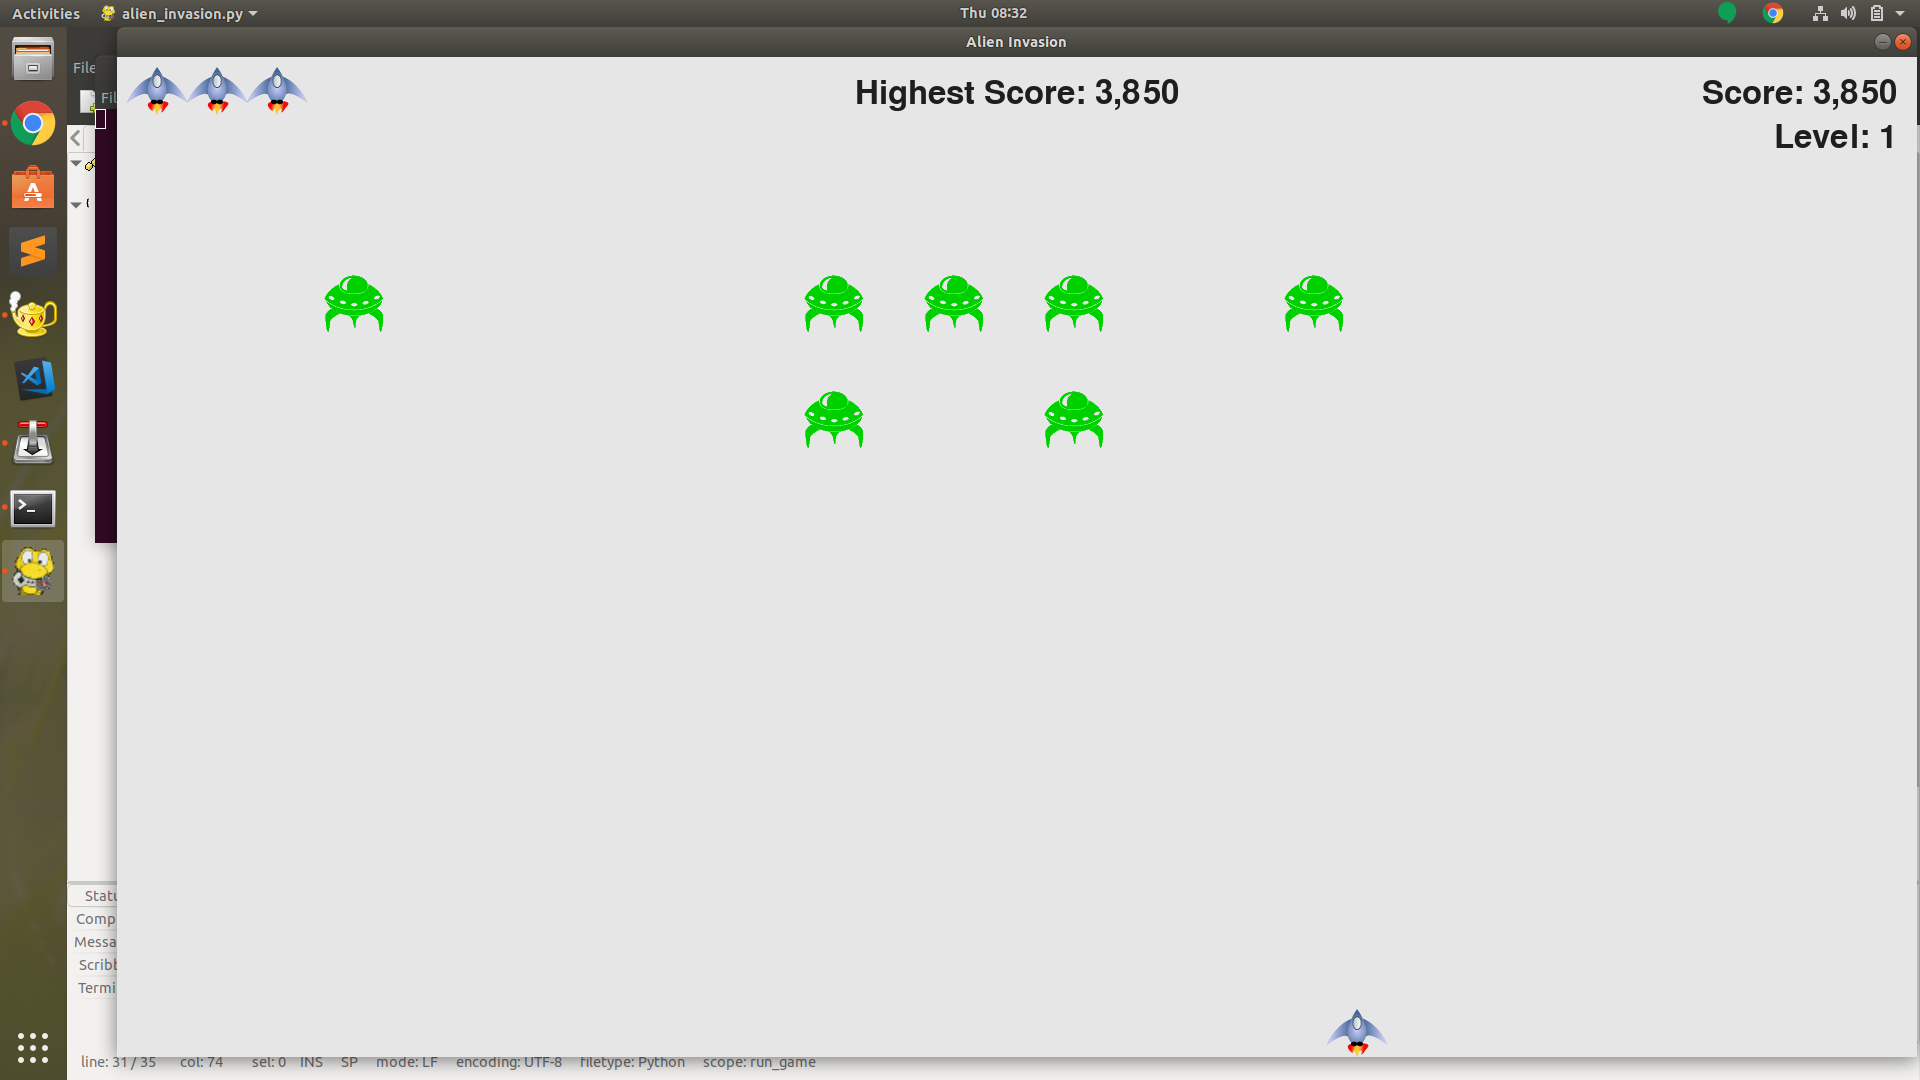 Activities
alien_invasion.py
Thu 08:32
Alien Invasion
File
Fil
Highest Score: 3,850
Score: 3,850
Level: 1
Statu
Comp
Messa
Scribb
Termi
line: 31 / 35 col: 74 sel: 0 INS SP mode: LF encoding: UTF-8 filetype: Python scope: run_game